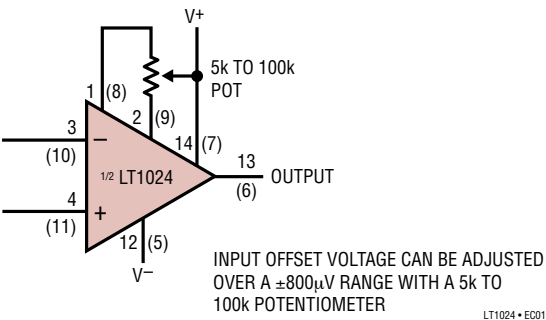 V+
5k TO 100k
POT
1 (8)
2 (9)
3
(10)
14 (7)
13
(6)
OUTPUT
–
1/2 LT1024
4
(11)
+
12 (5)
V–
INPUT OFFSET VOLTAGE CAN BE ADJUSTED
OVER A ±800µV RANGE WITH A 5k TO
100k POTENTIOMETER
LT1024 • EC01